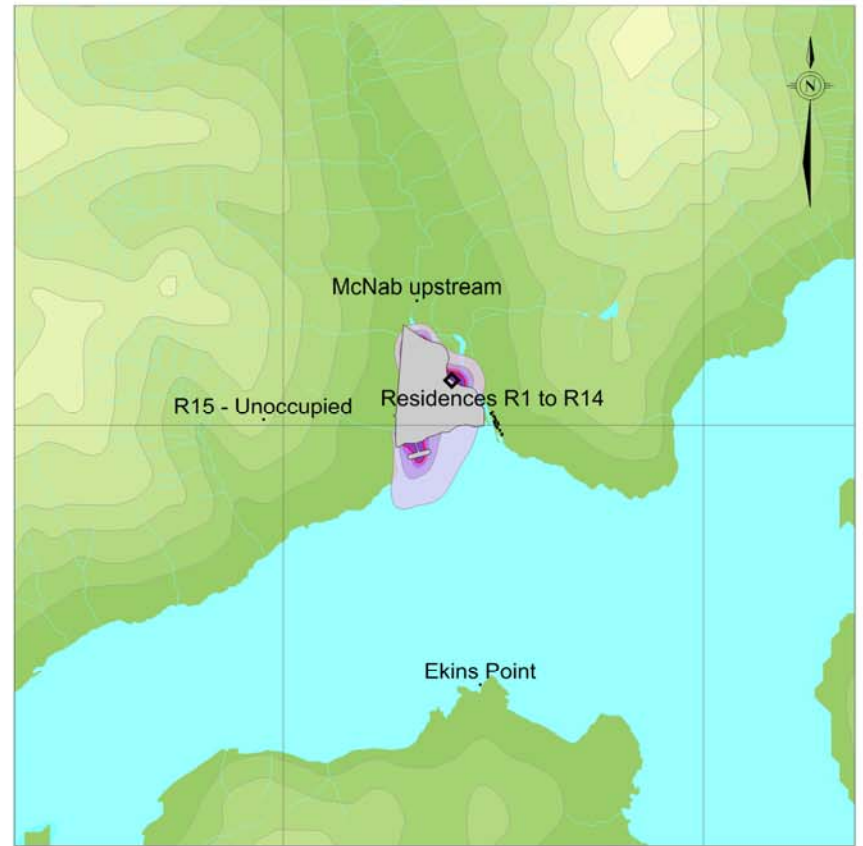 N
McNab upstream
Residences R1 to R14
R15 - Unoccupied
Ekins Point